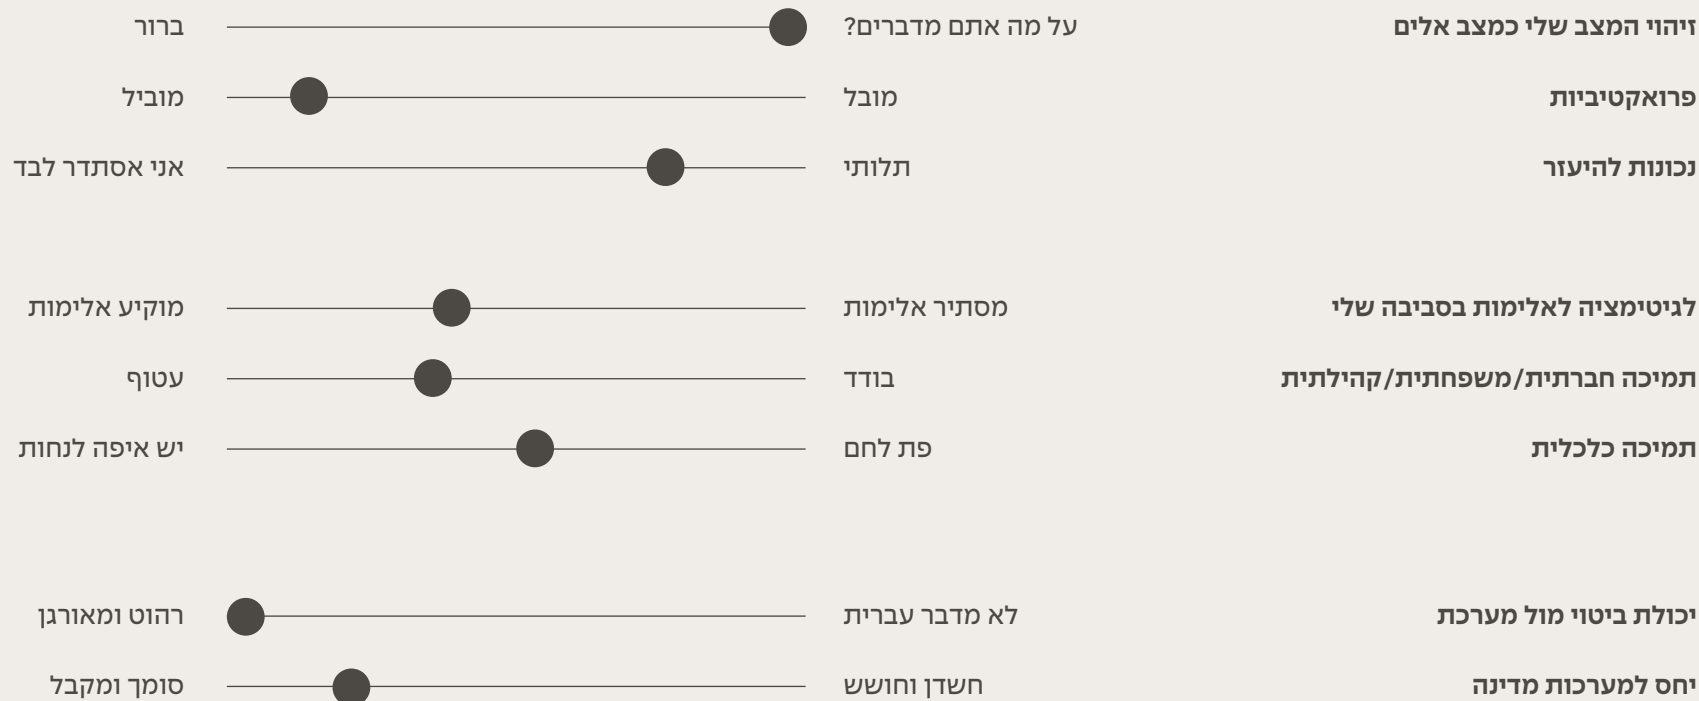 זיהוי המצב שלי כמצב אלים על מה אתם מדברים? ברור
פרואקטיביות מובל מוביל
נכונות להיעזר תלותי אני אסתדר לבד
לגיטימציה לאלימות בסביבה שלי מסתיר אלימות מוקיע אלימות
תמיכה חברתית/משפחתית/קהילתית בודד עטוף
תמיכה כלכלית פת לחם יש איפה לנחות
יכולת ביטוי מול מערכת לא מדבר עברית רהוט ומאורגן
יחס למערכות מדינה חשדן וחושש סומך ומקבל